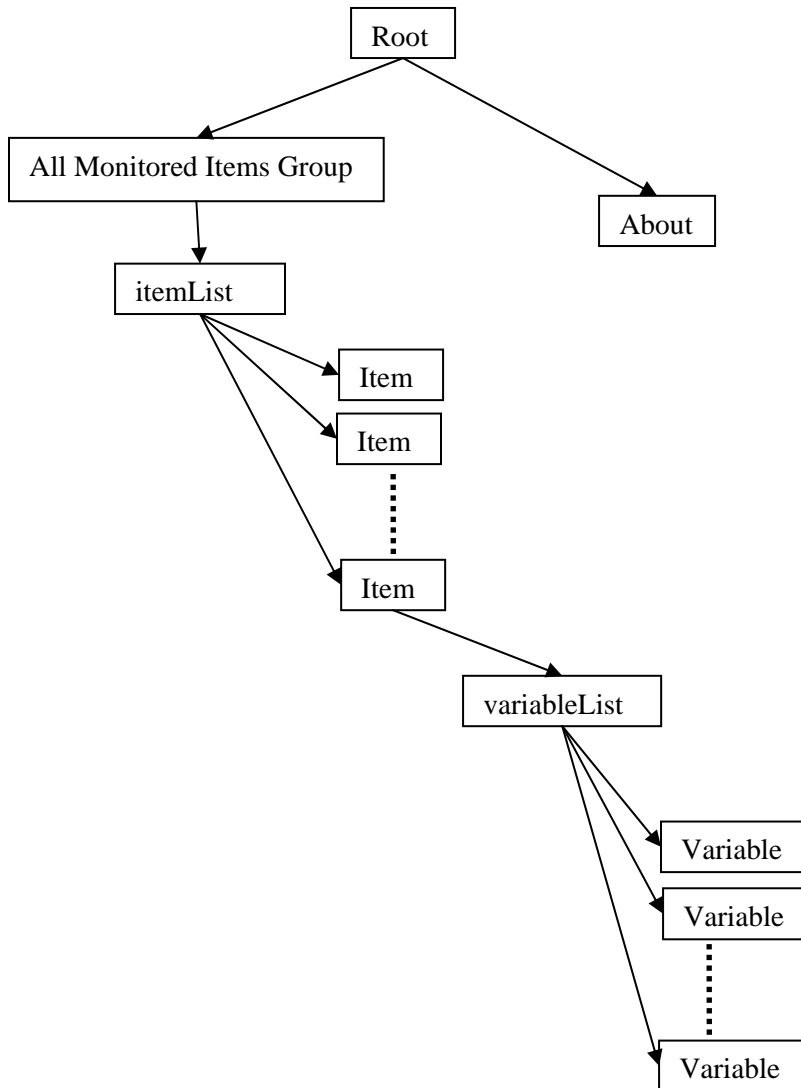 Root
All Monitored Items Group
About
itemList
Item
Item
Item
variableList
Variable
Variable
Variable